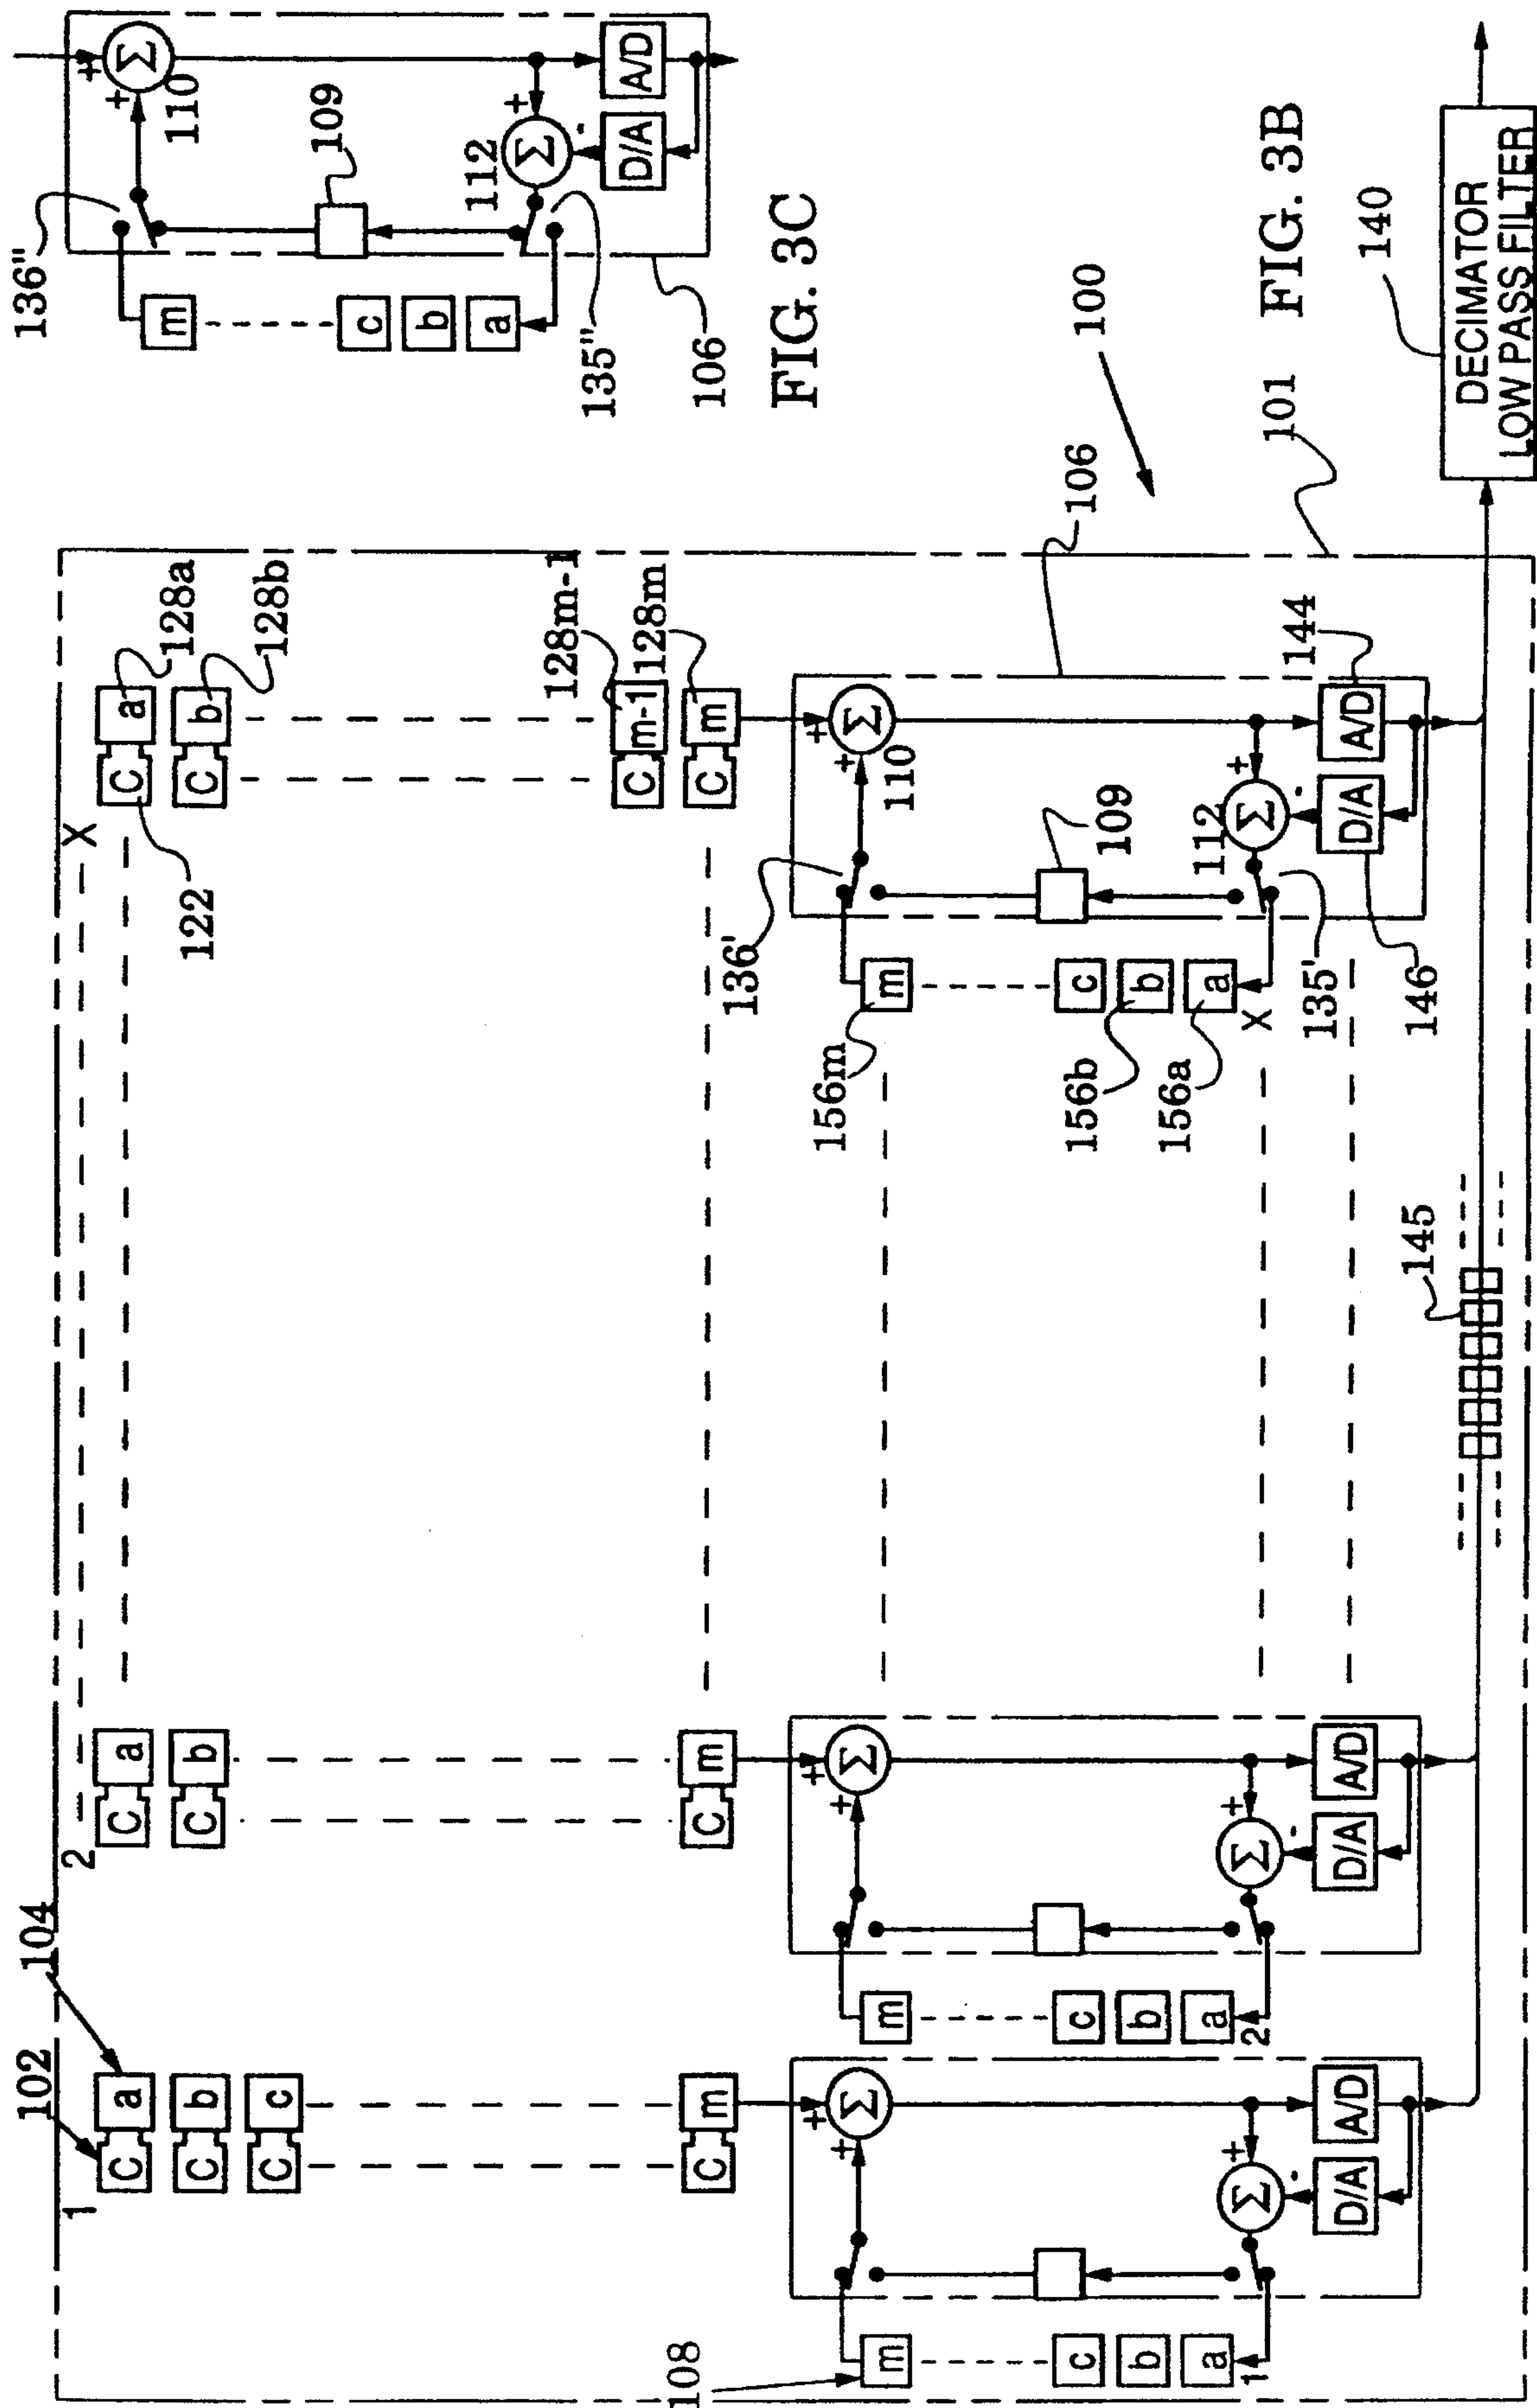 136"
+
Σ
+
110
109
m
c
b
a
+
Σ
112
-
D/A
A/D
135"
106
FIG. 3C
FIG. 3B
100
101
106
140
DECIMATOR
LOW PASS FILTER
104
102
1
C a
C b
C c
C m
2
C a
C b
C m
X
C a
C b
C m-1
C m
128a
128b
128m-1
128m
122
108
m
c
b
a
1
+
Σ
+
+
Σ
-
D/A
A/D
m
c
b
a
2
+
Σ
+
+
Σ
-
D/A
A/D
136'
+
Σ
+
110
109
m
c
b
a
X
156m
156b
156a
+
Σ
112
-
D/A
A/D
135'
144
146
145